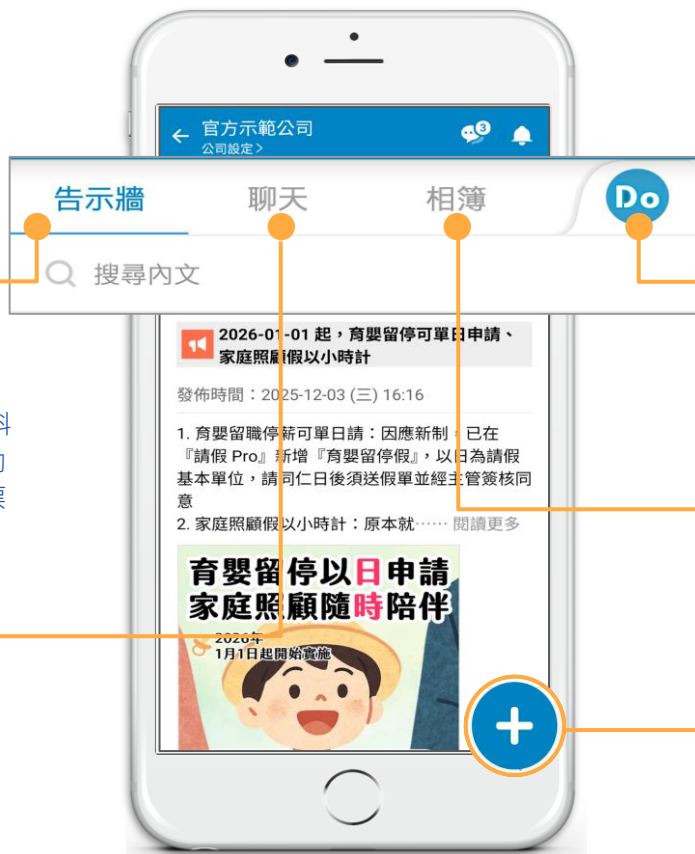 官方示範公司
公司設定>
3
告示牆
聊天
相簿
Do
搜尋內文
2026-01-01 起，育嬰留停可單日申請、
家庭照顧假以小時計
發佈時間：2025-12-03 (三) 16:16
料
1. 育嬰留職停薪可單日請：因應新制，已在
『請假 Pro』新增『育嬰留停假』，以日為請假
基本單位，請同仁日後須送假單並經主管簽核同
意
2. 家庭照顧假以小時計：原本就⋯⋯ 閱讀更多
育嬰留停以日申請
家庭照顧隨時陪伴
2026年
1月1日起開始實施
+